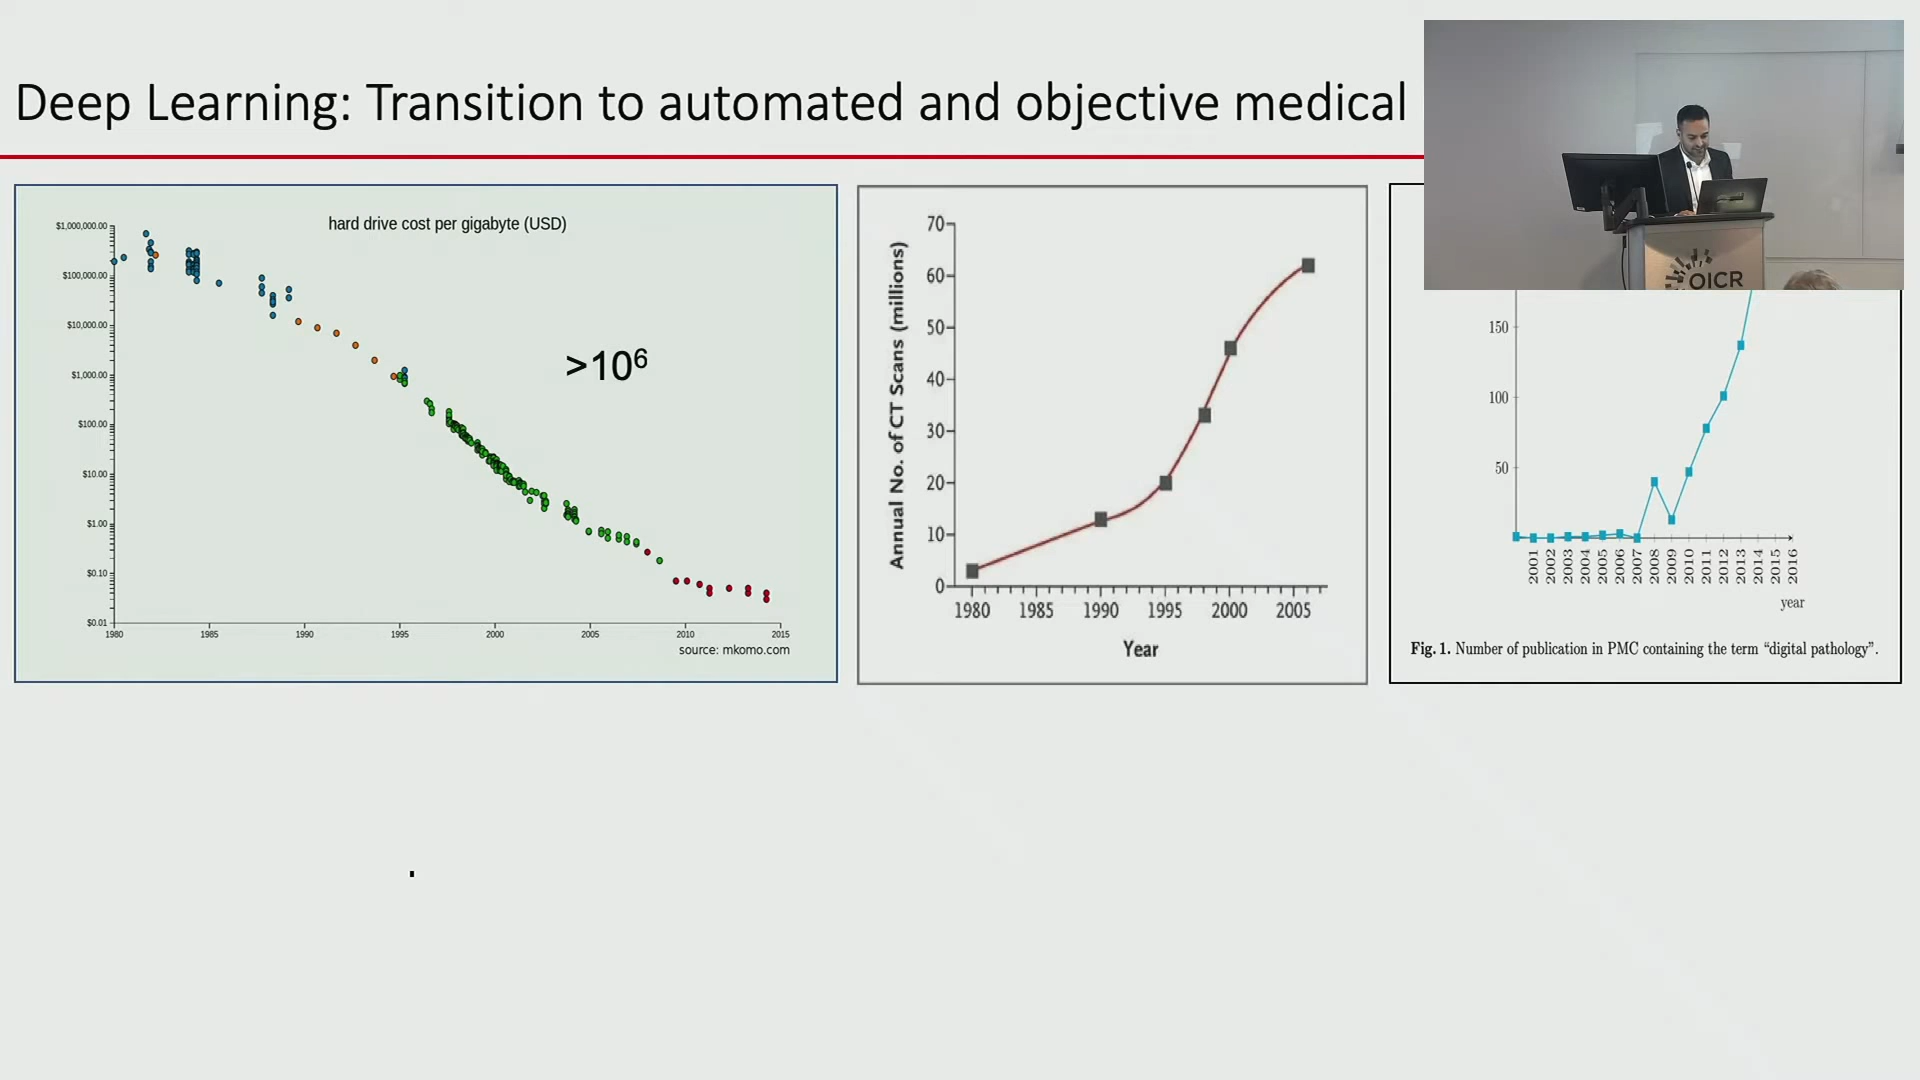 Deep Learning: Transition to automated and objective medical
hard drive cost per gigabyte (USD)
$1,000,000.00
$100,000.00
$10,000.00
$1,000.00
$100.00
$10.00
$1.00
$0.10
$0.01
>10⁶
1980 1985 1990 1995 2000 2005 2010 2015
source: mkomo.com
Annual No. of CT Scans (millions)
70
60
50
40
30
20
10
0
1980 1985 1990 1995 2000 2005
Year
OICR
150
100
50
2001 2002 2003 2004 2005 2006 2007 2008 2009 2010 2011 2012 2013 2014 2015 2016
year
Fig. 1. Number of publication in PMC containing the term “digital pathology”.